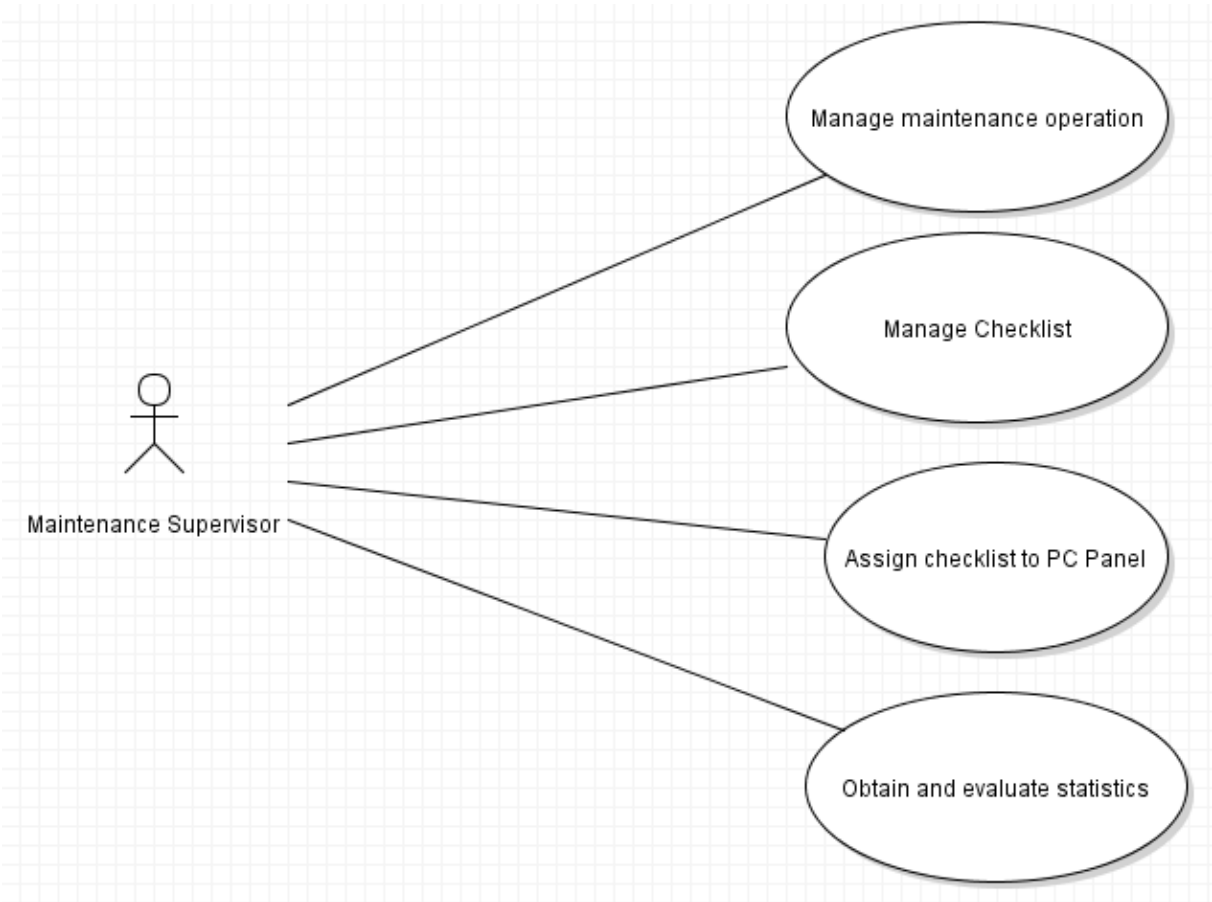 Manage maintenance operation
Manage Checklist
Maintenance Supervisor
Assign checklist to PC Panel
Obtain and evaluate statistics